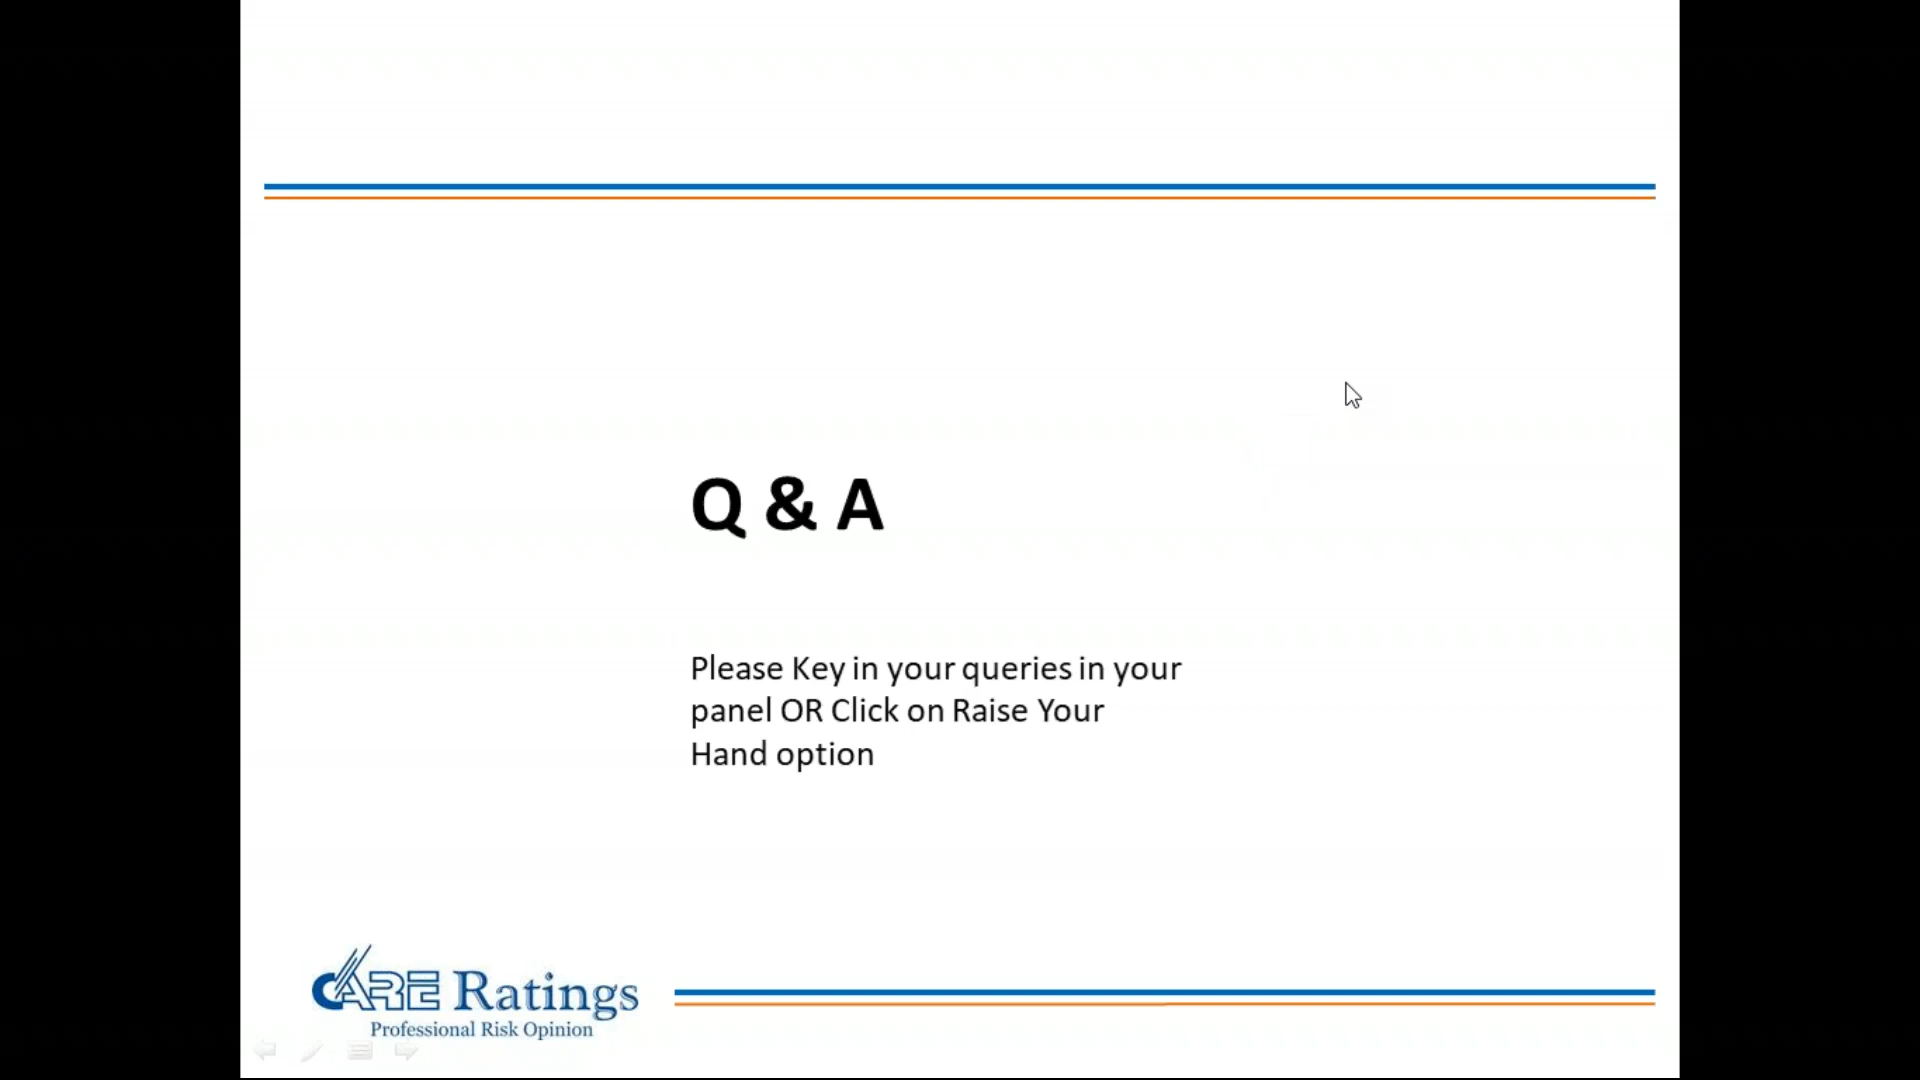 Q & A
Please Key in your queries in your
panel OR Click on Raise Your
Hand option
CARE Ratings
Professional Risk Opinion